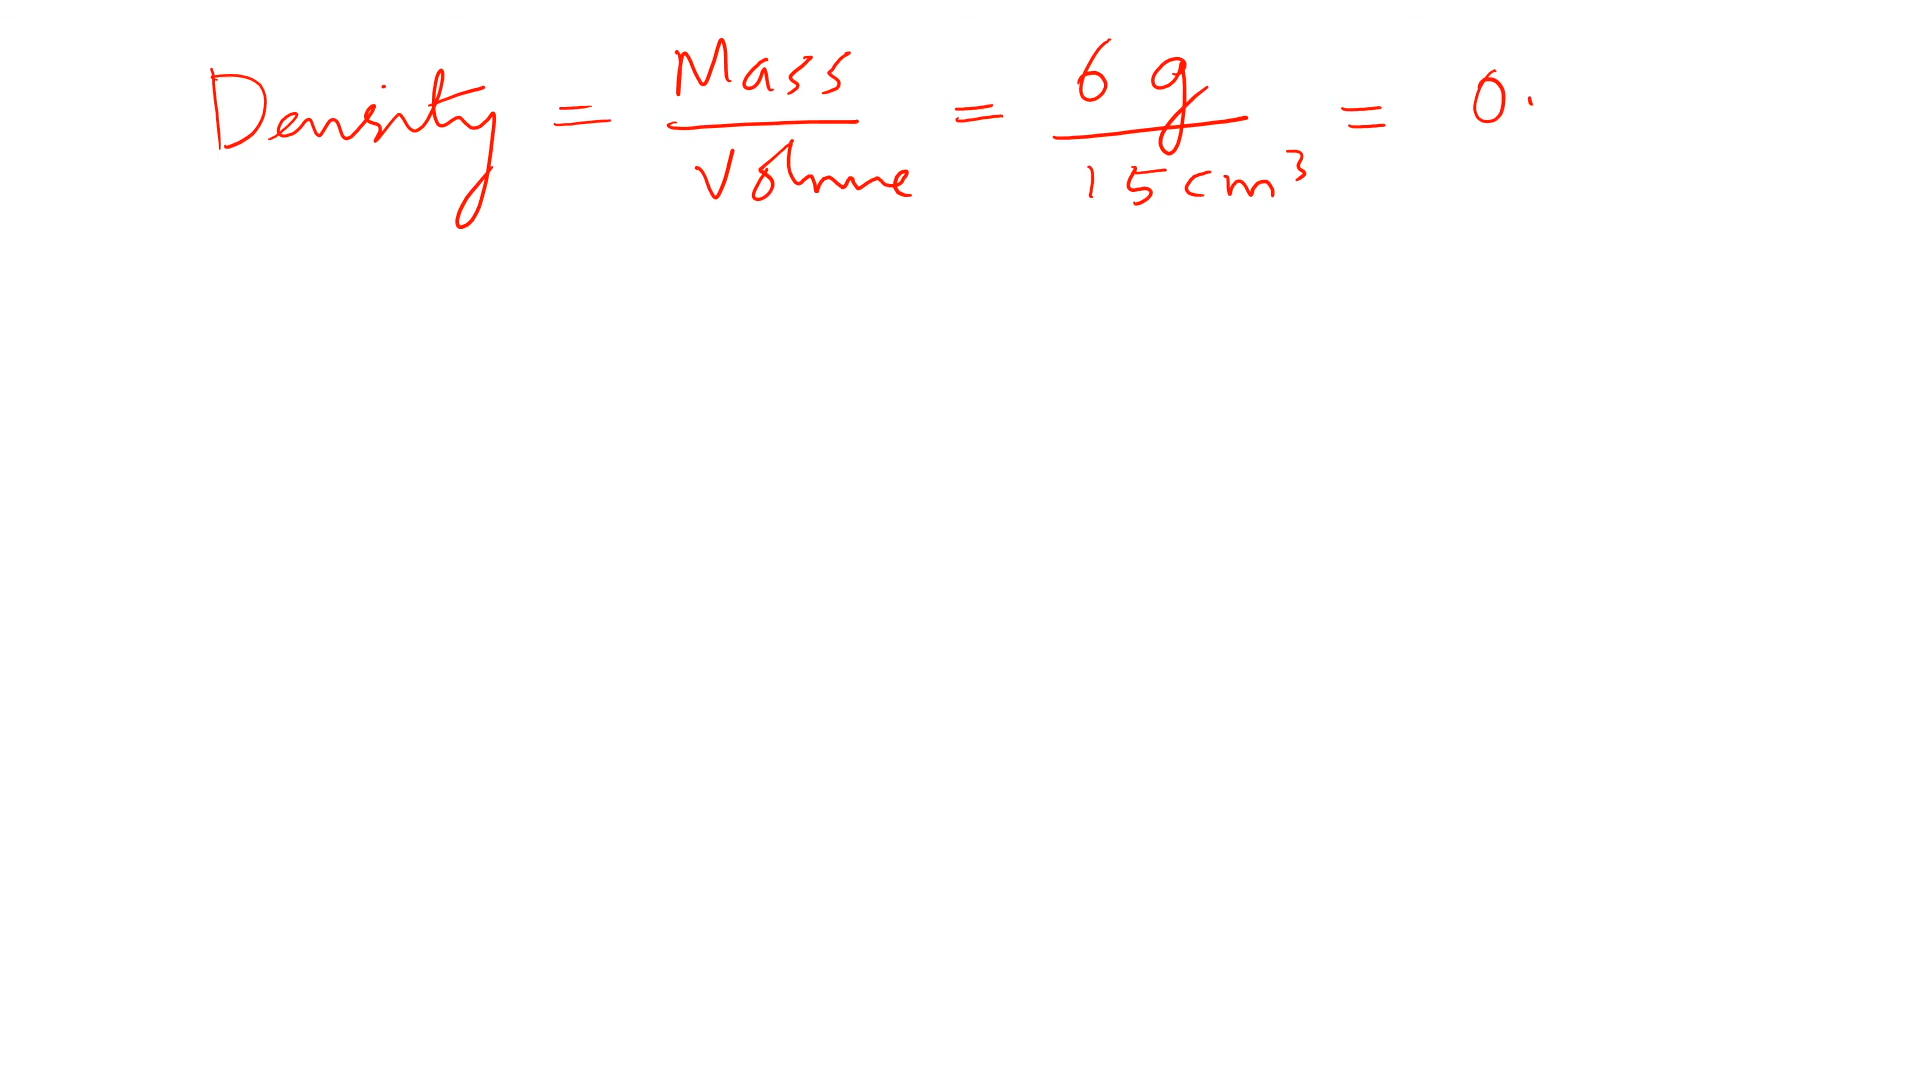 Density = Mass / Volume = 6 g / 15 cm³ = 0.